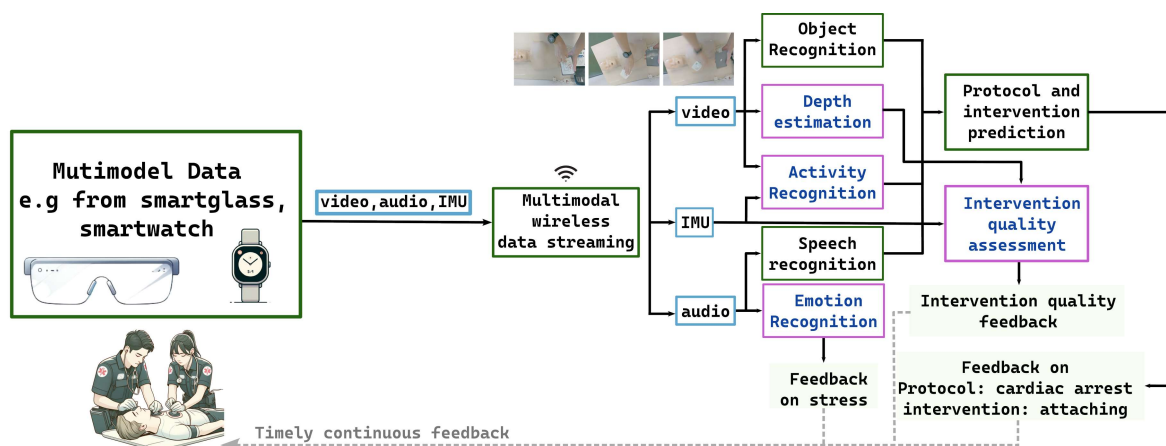 Mutimodel Data
e.g from smartglass,
smartwatch
video,audio,IMU
Multimodal
wireless
data streaming
video
IMU
audio
Object
Recognition
Depth
estimation
Activity
Recognition
Speech
recognition
Emotion
Recognition
Protocol and
intervention
prediction
Intervention
quality
assessment
Intervention quality
feedback
Feedback
on stress
Feedback on
Protocol: cardiac arrest
intervention: attaching
Timely continuous feedback